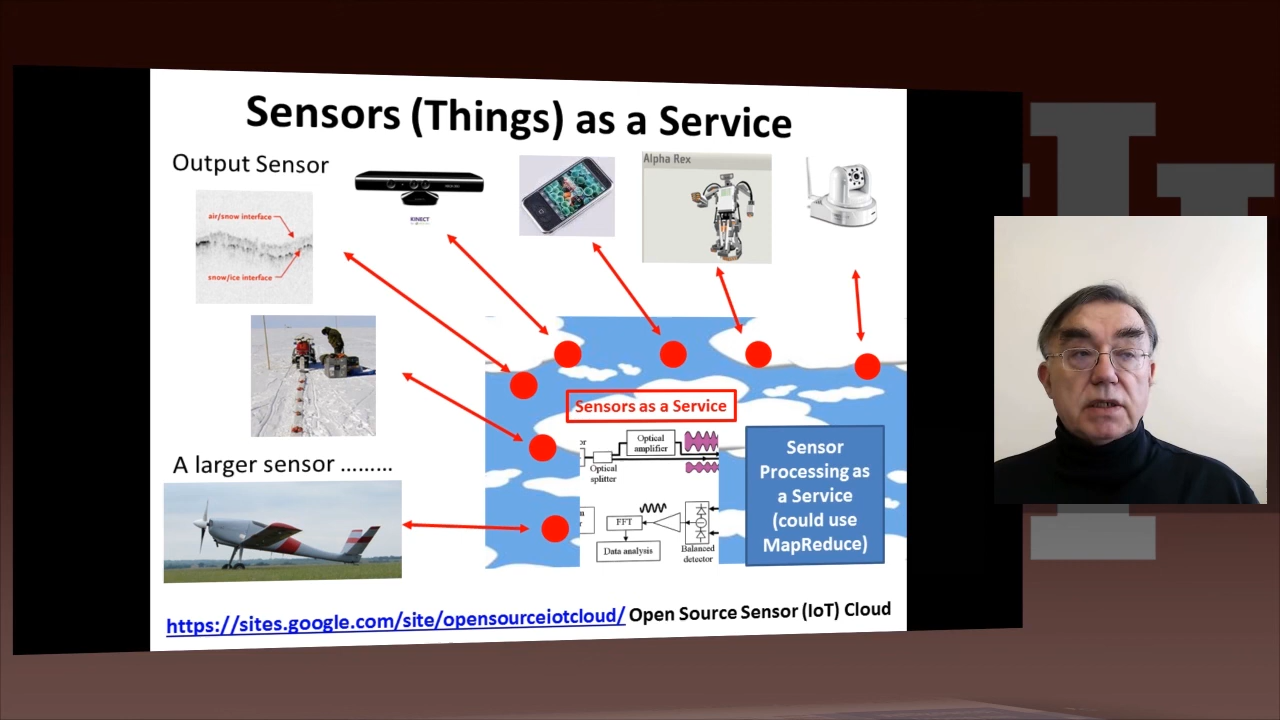 Sensors (Things) as a Service
Output Sensor
air/snow interface
snow/ice interface
KINECT
Alpha Rex
A larger sensor ………
Sensors as a Service
or
Optical
amplifier
Optical
splitter
FFT
Data analysis
Balanced
detector
Sensor
Processing as
a Service
(could use
MapReduce)
https://sites.google.com/site/opensourceiotcloud/ Open Source Sensor (IoT) Cloud